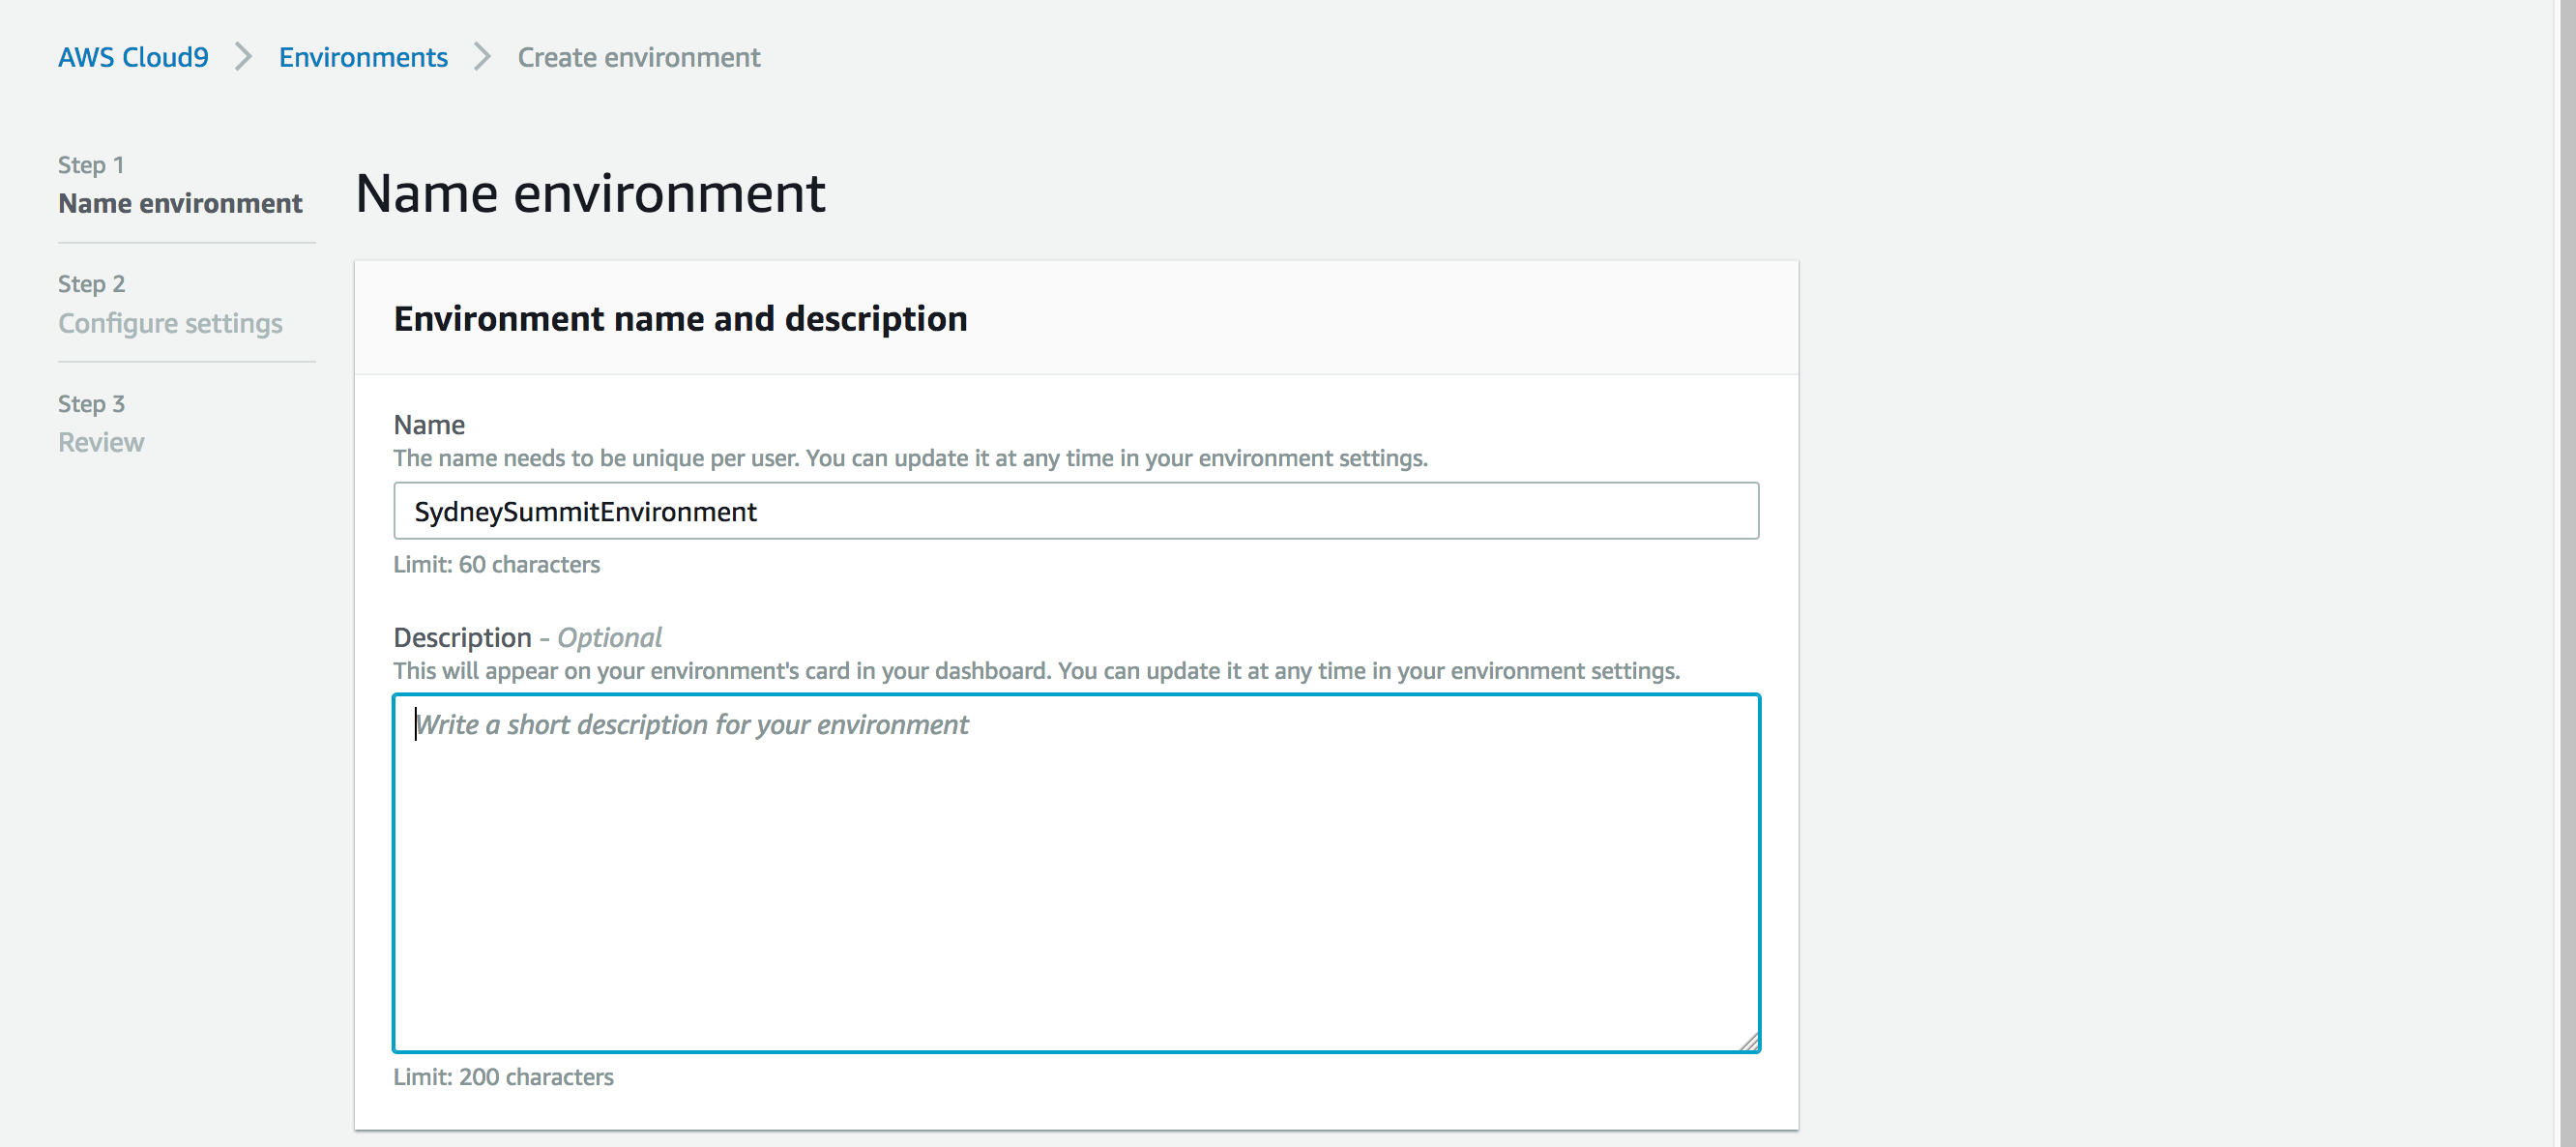 AWS Cloud9 > Environments > Create environment
Step 1
Name environment
Step 2
Configure settings
Step 3
Review
Name environment
Environment name and description
Name
The name needs to be unique per user. You can update it at any time in your environment settings.
SydneySummitEnvironment
Limit: 60 characters
Description - Optional
This will appear on your environment's card in your dashboard. You can update it at any time in your environment settings.
Write a short description for your environment
Limit: 200 characters